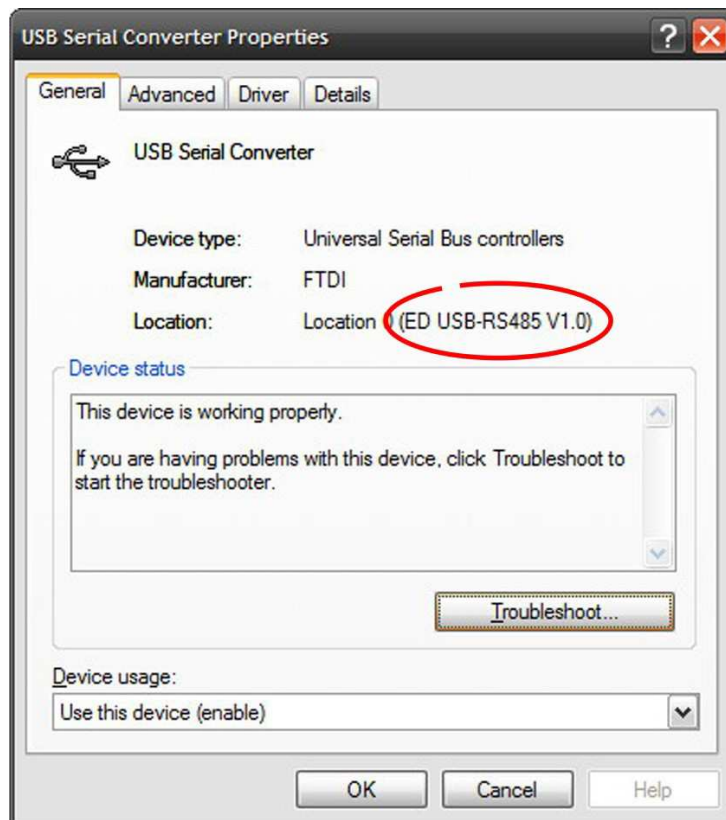 USB Serial Converter Properties
General Advanced Driver Details
USB Serial Converter
Device type: Universal Serial Bus controllers
Manufacturer: FTDI
Location: Location 0 (ED USB-RS485 V1.0)
Device status
This device is working properly.
If you are having problems with this device, click Troubleshoot to
start the troubleshooter.
Troubleshoot...
Device usage:
Use this device (enable)
OK Cancel Help